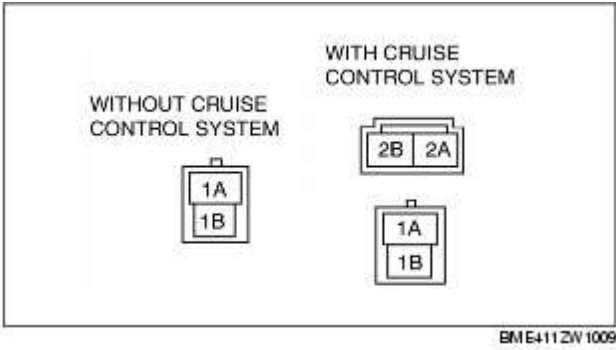 WITHOUT CRUISE
CONTROL SYSTEM
1A
1B
WITH CRUISE
CONTROL SYSTEM
2B 2A
1A
1B
BME411ZW1009